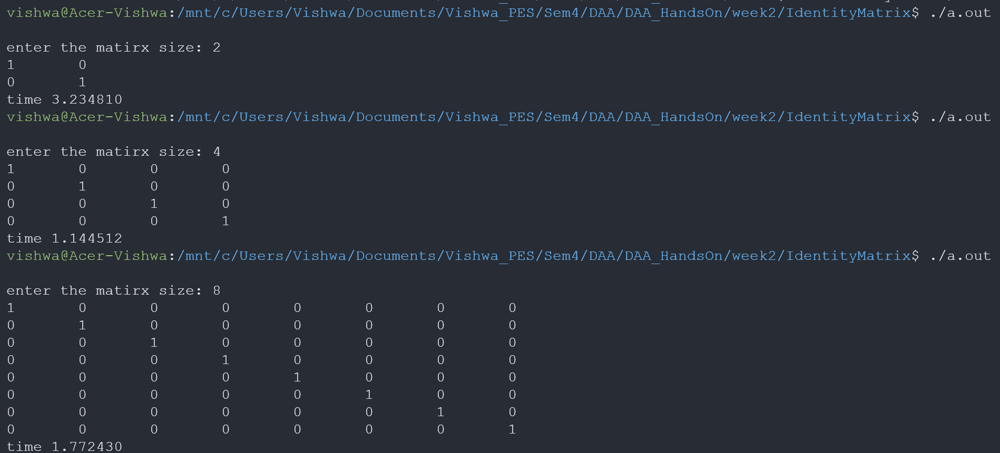 vishwa@Acer-Vishwa:/mnt/c/Users/Vishwa/Documents/Vishwa_PES/Sem4/DAA/DAA_HandsOn/week2/IdentityMatrix$ ./a.out
enter the matirx size: 2
1 0
0 1
time 3.234810
vishwa@Acer-Vishwa:/mnt/c/Users/Vishwa/Documents/Vishwa_PES/Sem4/DAA/DAA_HandsOn/week2/IdentityMatrix$ ./a.out
enter the matirx size: 4
1 0 0 0
0 1 0 0
0 0 1 0
0 0 0 1
time 1.144512
vishwa@Acer-Vishwa:/mnt/c/Users/Vishwa/Documents/Vishwa_PES/Sem4/DAA/DAA_HandsOn/week2/IdentityMatrix$ ./a.out
enter the matirx size: 8
1 0 0 0 0 0 0 0
0 1 0 0 0 0 0 0
0 0 1 0 0 0 0 0
0 0 0 1 0 0 0 0
0 0 0 0 1 0 0 0
0 0 0 0 0 1 0 0
0 0 0 0 0 0 1 0
0 0 0 0 0 0 0 1
time 1.772430